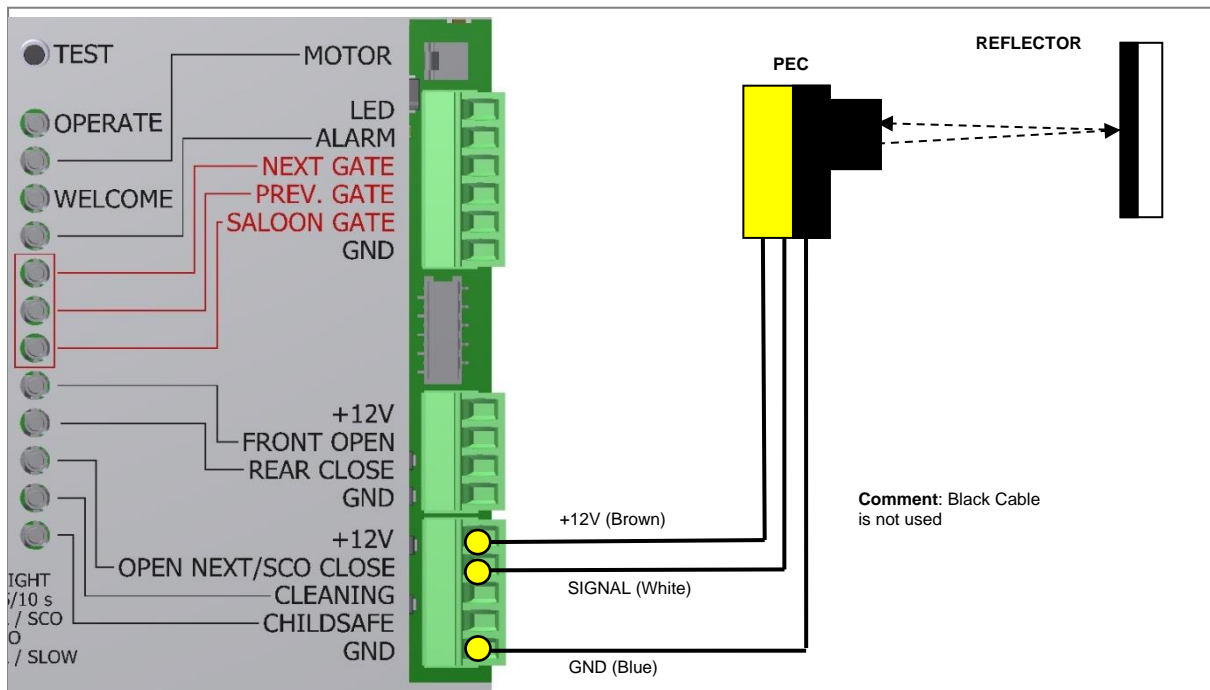 TEST
MOTOR
OPERATE
LED
ALARM
WELCOME
NEXT GATE
PREV. GATE
SALOON GATE
GND
+12V
FRONT OPEN
REAR CLOSE
GND
+12V
OPEN NEXT/SCO CLOSE
CLEANING
CHILDSAFE
GND
IGHT
/10 s
/ SCO
O
/ SLOW
PEC
REFLECTOR
+12V (Brown)
SIGNAL (White)
GND (Blue)
Comment: Black Cable
is not used